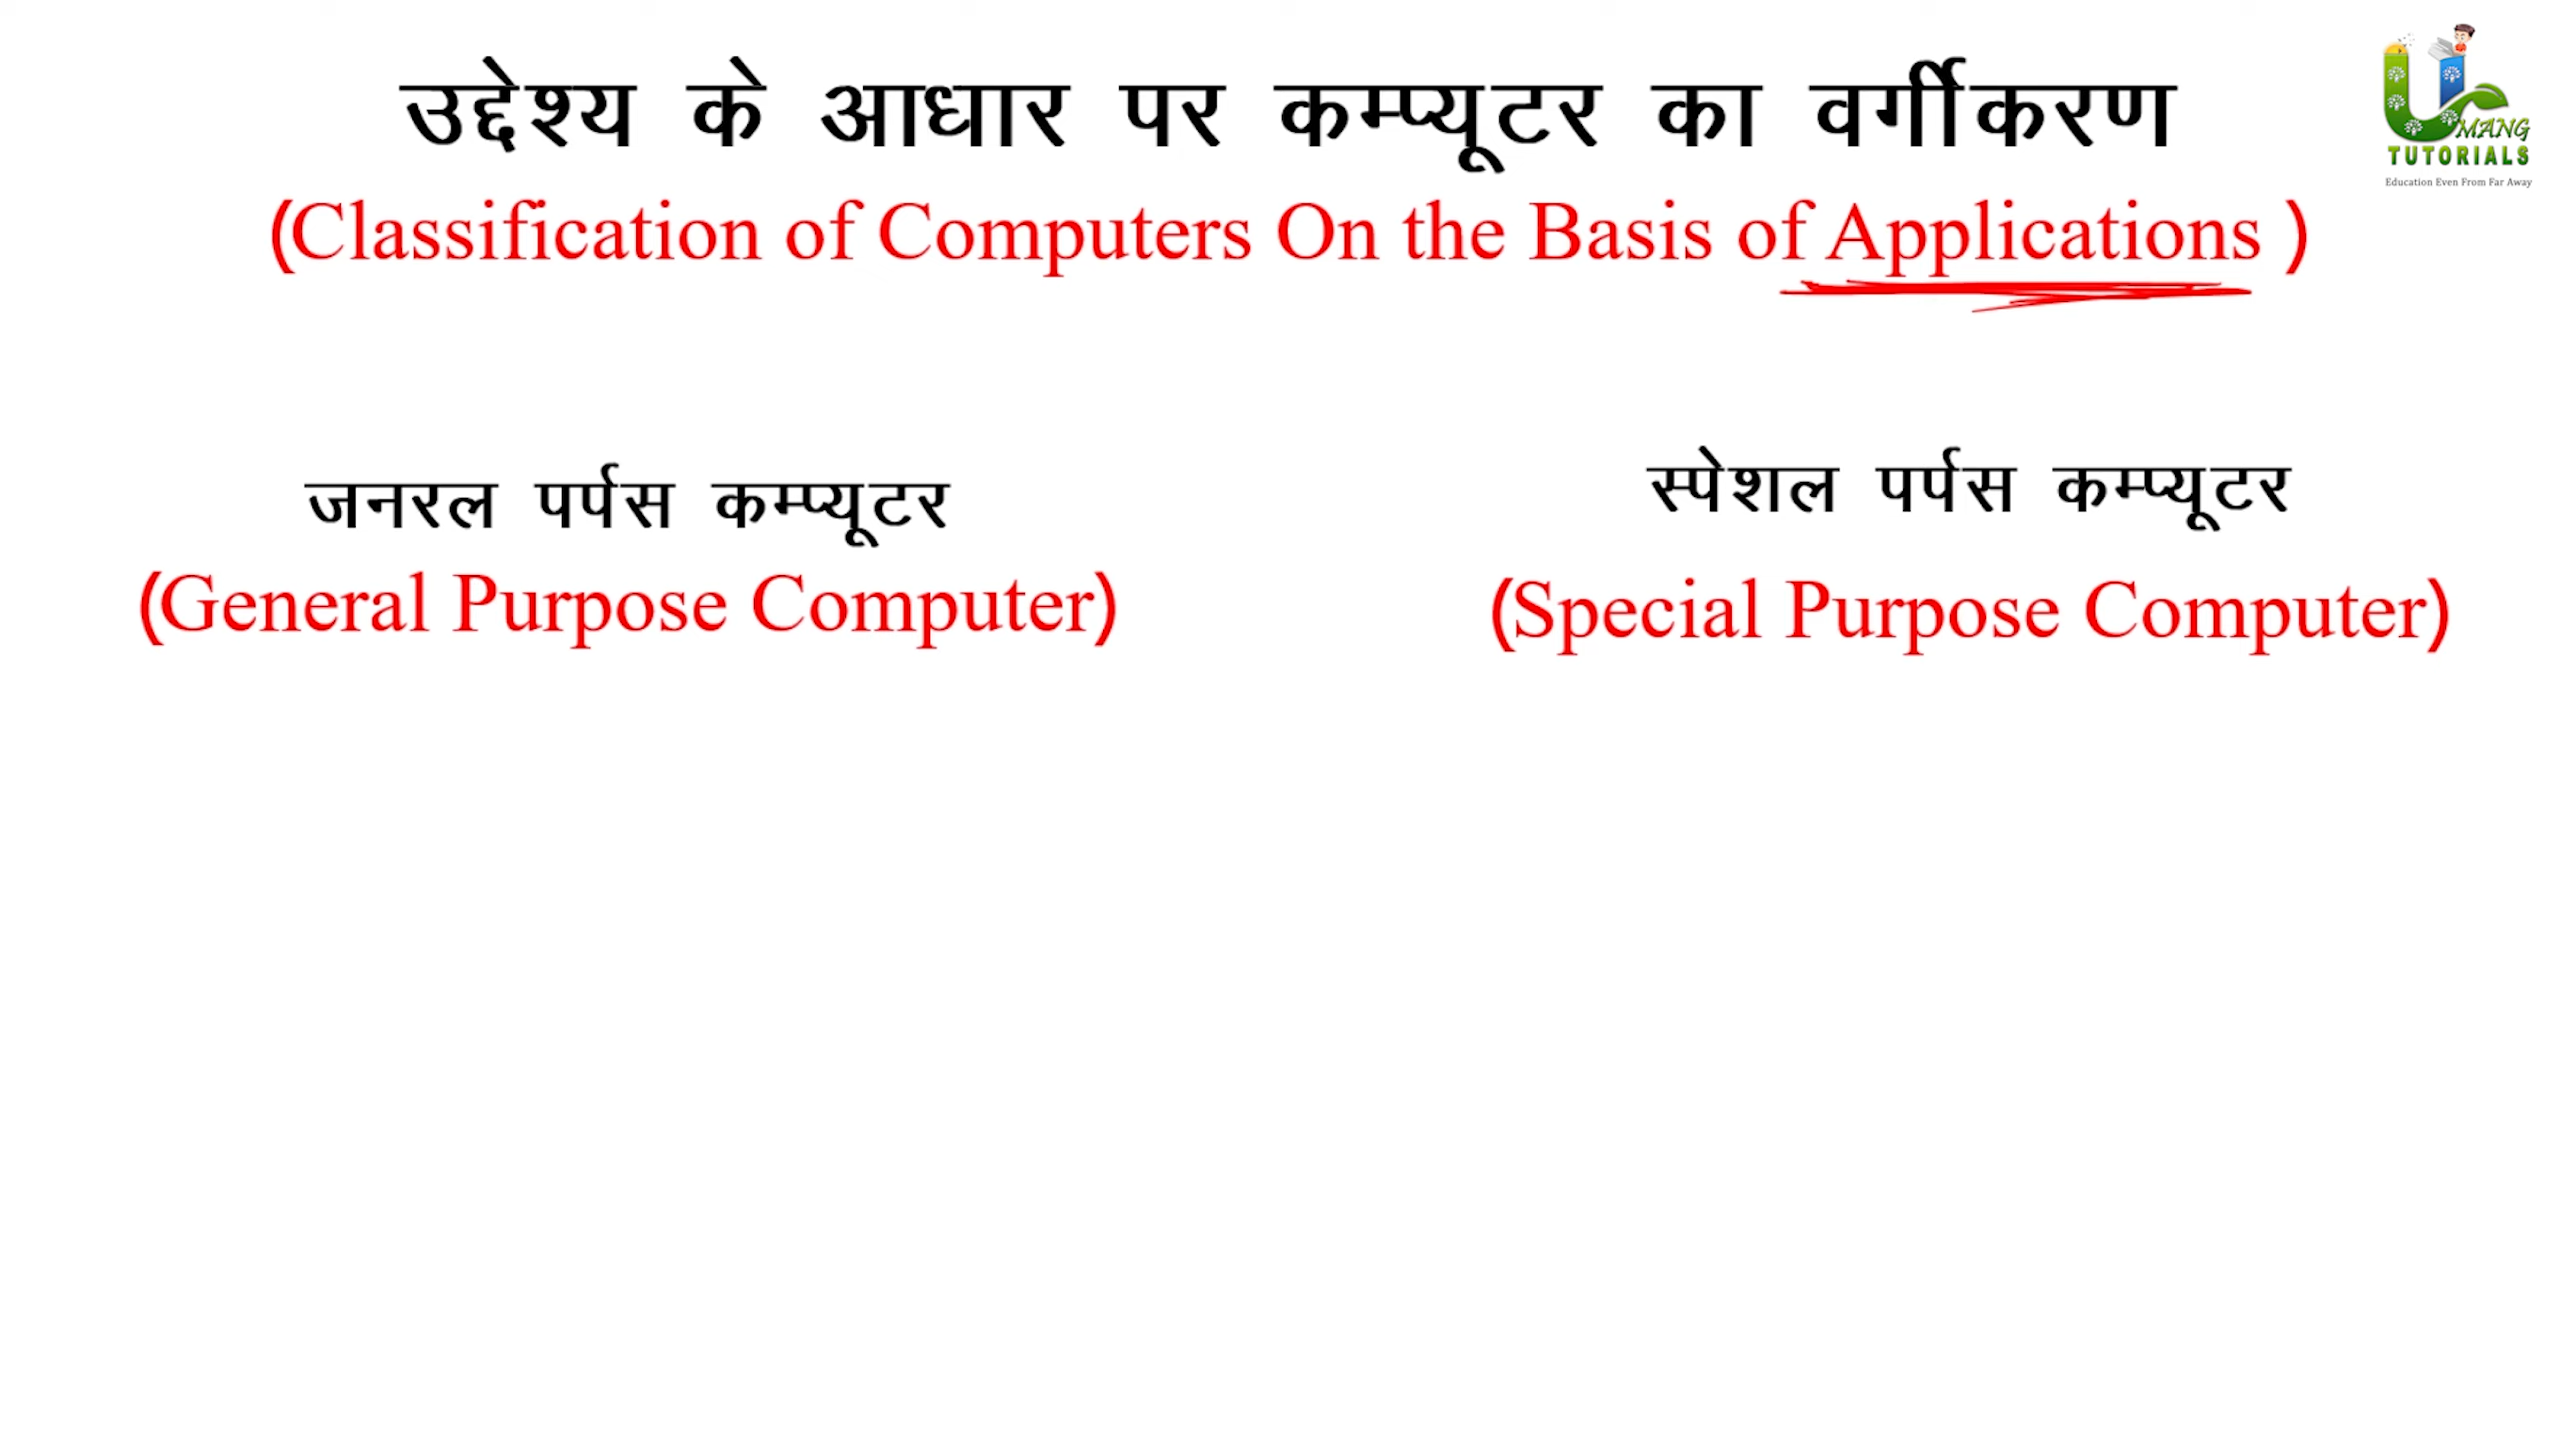 उद्देश्य के आधार पर कम्प्यूटर का वर्गीकरण
(Classification of Computers On the Basis of Applications )
जनरल पर्पस कम्प्यूटर
(General Purpose Computer)
स्पेशल पर्पस कम्प्यूटर
(Special Purpose Computer)
UMANG
TUTORIALS
Education Even From Far Away